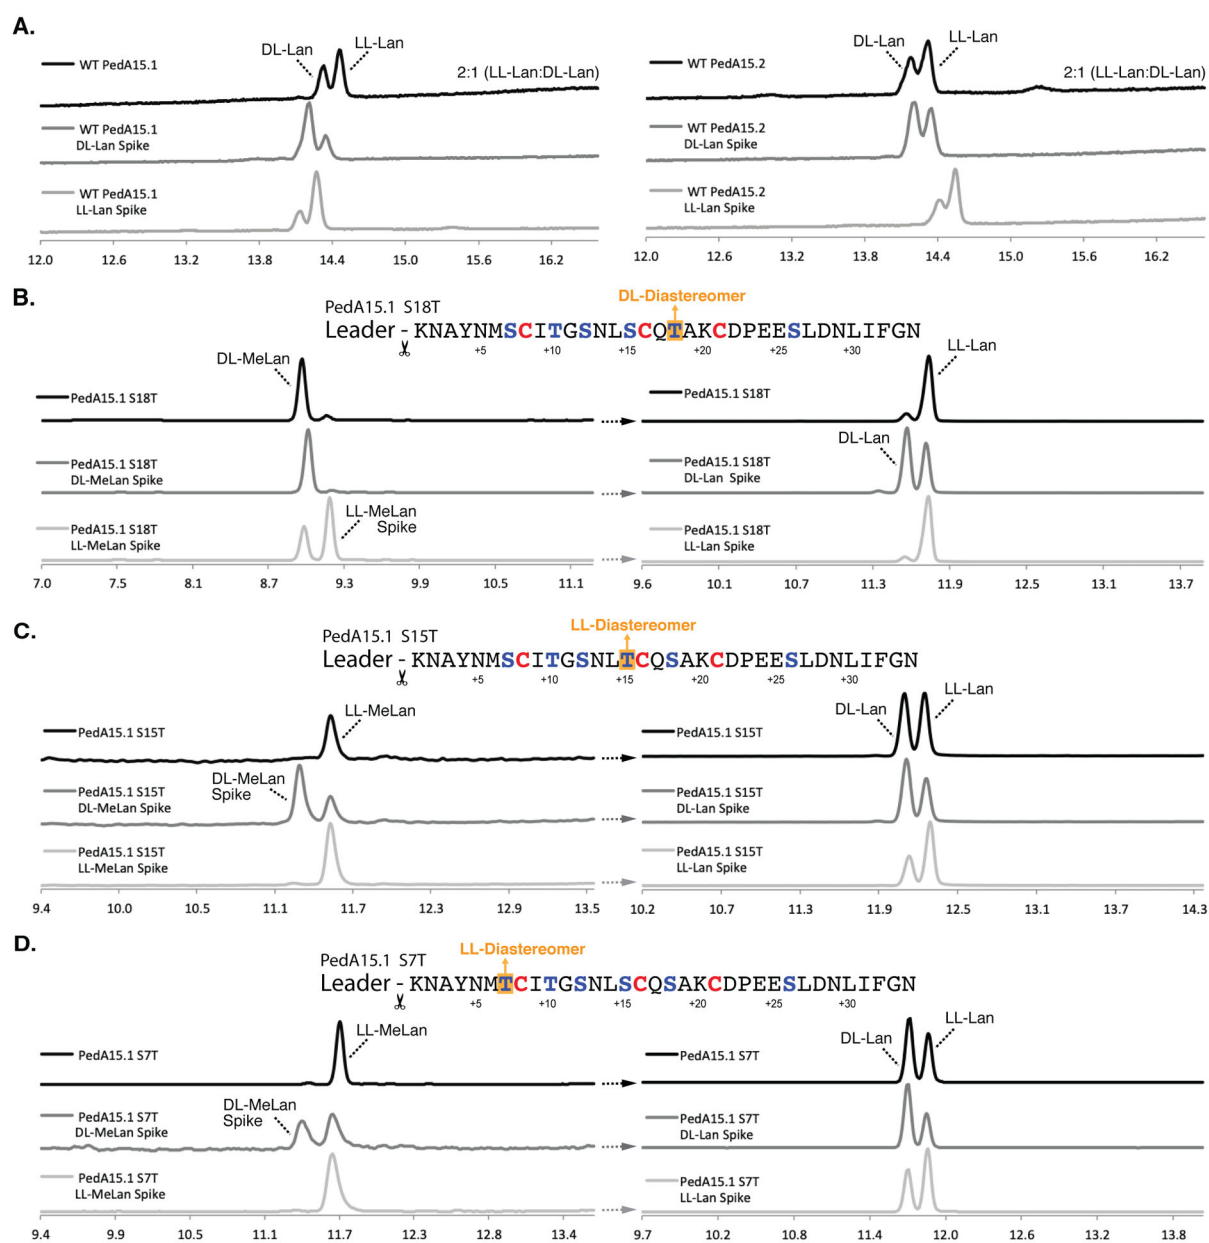 A.
DL-Lan
LL-Lan
WT PedA15.1
2:1 (LL-Lan:DL-Lan)
WT PedA15.1
DL-Lan Spike
WT PedA15.1
LL-Lan Spike
12.0 12.6 13.2 13.8 14.4 15.0 15.6 16.2
DL-Lan
LL-Lan
WT PedA15.2
2:1 (LL-Lan:DL-Lan)
WT PedA15.2
DL-Lan Spike
WT PedA15.2
LL-Lan Spike
12.0 12.6 13.2 13.8 14.4 15.0 15.6 16.2
B.
DL-Diastereomer
PedA15.1 S18T
Leader - KNAYNMSCITGSNLSCQTAKCDPEESLDNLIFGN
+5 +10 +15 +20 +25 +30
DL-MeLan
PedA15.1 S18T
PedA15.1 S18T
DL-MeLan Spike
LL-MeLan
Spike
PedA15.1 S18T
LL-MeLan Spike
7.0 7.5 8.1 8.7 9.3 9.9 10.5 11.1
LL-Lan
PedA15.1 S18T
DL-Lan
PedA15.1 S18T
DL-Lan Spike
PedA15.1 S18T
LL-Lan Spike
9.6 10.1 10.7 11.3 11.9 12.5 13.1 13.7
C.
LL-Diastereomer
PedA15.1 S15T
Leader - KNAYNMSCITGSNLTCQSAKCDPEESLDNLIFGN
+5 +10 +15 +20 +25 +30
LL-MeLan
PedA15.1 S15T
DL-MeLan
Spike
PedA15.1 S15T
DL-MeLan Spike
PedA15.1 S15T
LL-MeLan Spike
9.4 10.0 10.5 11.1 11.7 12.3 12.9 13.5
DL-Lan
LL-Lan
PedA15.1 S15T
PedA15.1 S15T
DL-Lan Spike
PedA15.1 S15T
LL-Lan Spike
10.2 10.7 11.3 11.9 12.5 13.1 13.7 14.3
D.
LL-Diastereomer
PedA15.1 S7T
Leader - KNAYNMTCITGSNLSCQSAKCDPEESLDNLIFGN
+5 +10 +15 +20 +25 +30
LL-MeLan
PedA15.1 S7T
DL-MeLan
Spike
PedA15.1 S7T
DL-MeLan Spike
PedA15.1 S7T
LL-MeLan Spike
9.4 9.9 10.5 11.1 11.7 12.3 12.8 13.4
DL-Lan
LL-Lan
PedA15.1 S7T
PedA15.1 S7T
DL-Lan Spike
PedA15.1 S7T
LL-Lan Spike
9.7 10.2 10.8 11.4 12.0 12.6 13.2 13.8